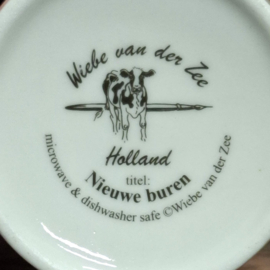 Wiebe van der Zee
Holland
titel:
Nieuwe buren
microwave & dishwasher safe ©Wiebe van der Zee